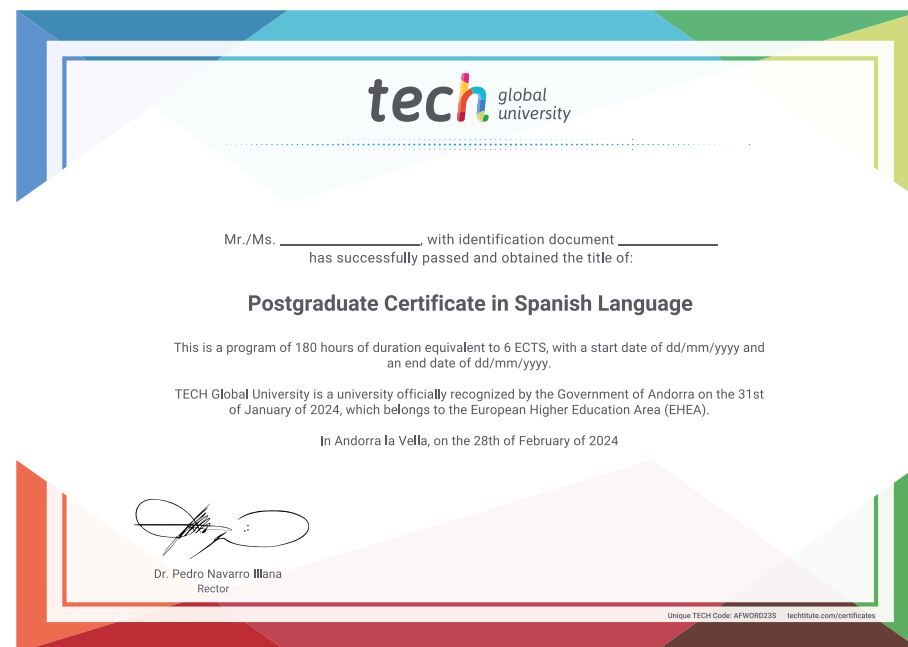 tech global university
Mr./Ms. ____________________, with identification document ______________
has successfully passed and obtained the title of:
Postgraduate Certificate in Spanish Language
This is a program of 180 hours of duration equivalent to 6 ECTS, with a start date of dd/mm/yyyy and
an end date of dd/mm/yyyy.
TECH Global University is a university officially recognized by the Government of Andorra on the 31st
of January of 2024, which belongs to the European Higher Education Area (EHEA).
In Andorra la Vella, on the 28th of February of 2024
Dr. Pedro Navarro Illana
Rector
Unique TECH Code: AFWORD23S techtitute.com/certificates